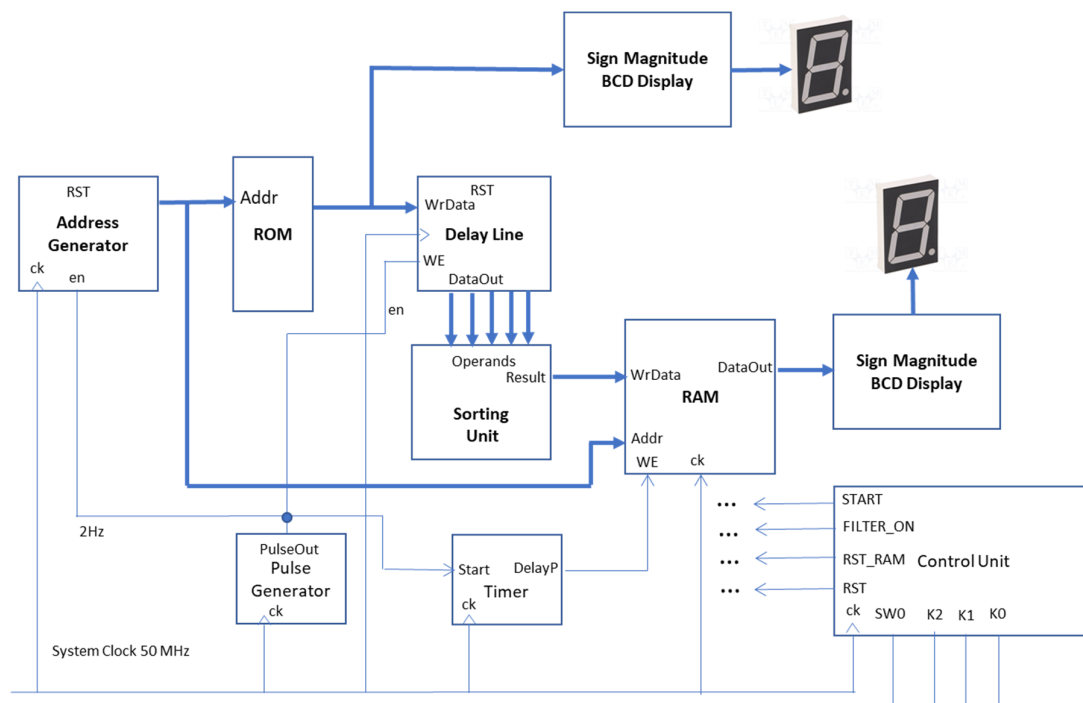 Sign Magnitude
BCD Display
RST
Address
Generator
ck
en
Addr
ROM
RST
WrData
Delay Line
WE
DataOut
en
Operands
Result
Sorting
Unit
WrData
DataOut
RAM
Addr
WE
ck
Sign Magnitude
BCD Display
2Hz
PulseOut
Pulse
Generator
ck
Start
DelayP
Timer
ck
...
...
...
...
START
FILTER_ON
RST_RAM
Control Unit
RST
ck
SW0
K2
K1
K0
System Clock 50 MHz